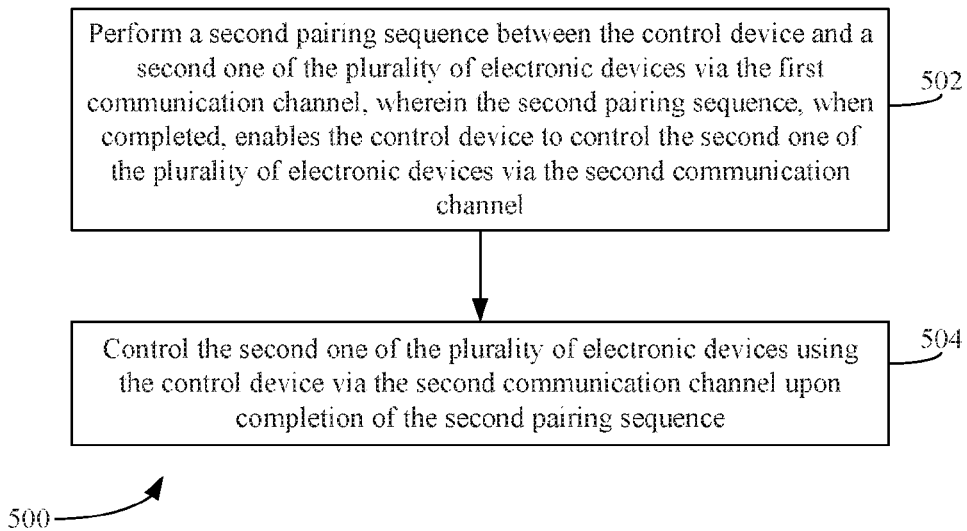 Perform a second pairing sequence between the control device and a
second one of the plurality of electronic devices via the first
communication channel, wherein the second pairing sequence, when
completed, enables the control device to control the second one of
the plurality of electronic devices via the second communication
channel
502
Control the second one of the plurality of electronic devices using
the control device via the second communication channel upon
completion of the second pairing sequence
504
500